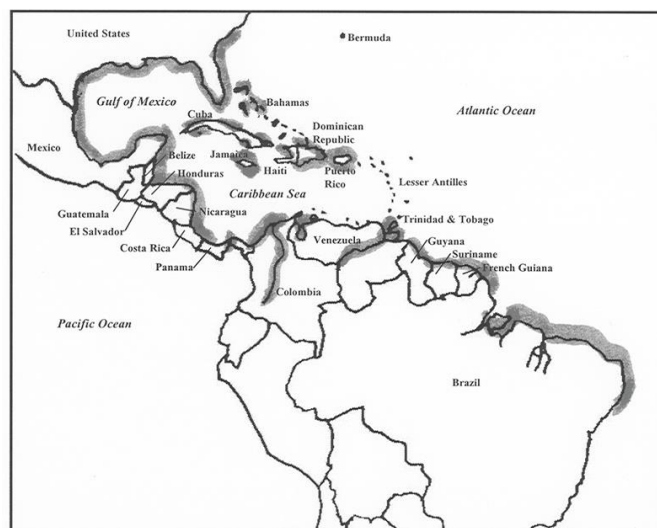 United States
Bermuda
Gulf of Mexico
Bahamas
Atlantic Ocean
Cuba
Dominican
Republic
Mexico
Belize
Jamaica
Haiti
Puerto
Rico
Honduras
Lesser Antilles
Caribbean Sea
Guatemala
Nicaragua
Trinidad & Tobago
El Salvador
Costa Rica
Venezuela
Guyana
Suriname
Panama
French Guiana
Colombia
Pacific Ocean
Brazil